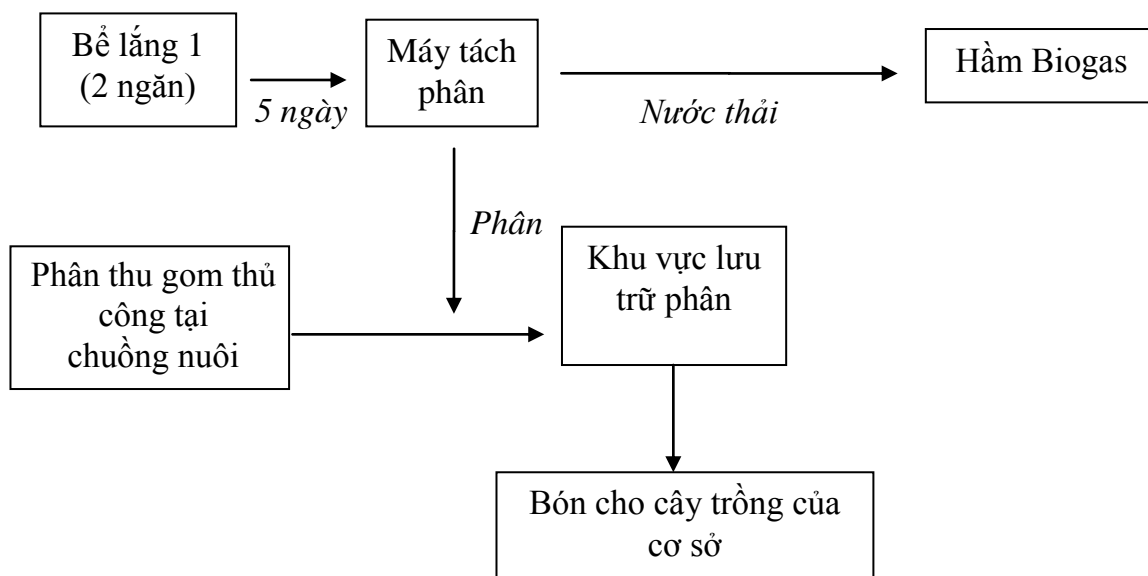 Bể lắng 1
(2 ngăn)
5 ngày
Máy tách
phân
Nước thải
Hầm Biogas
Phân
Phân thu gom thủ
công tại
chuồng nuôi
Khu vực lưu
trữ phân
Bón cho cây trồng của
cơ sở